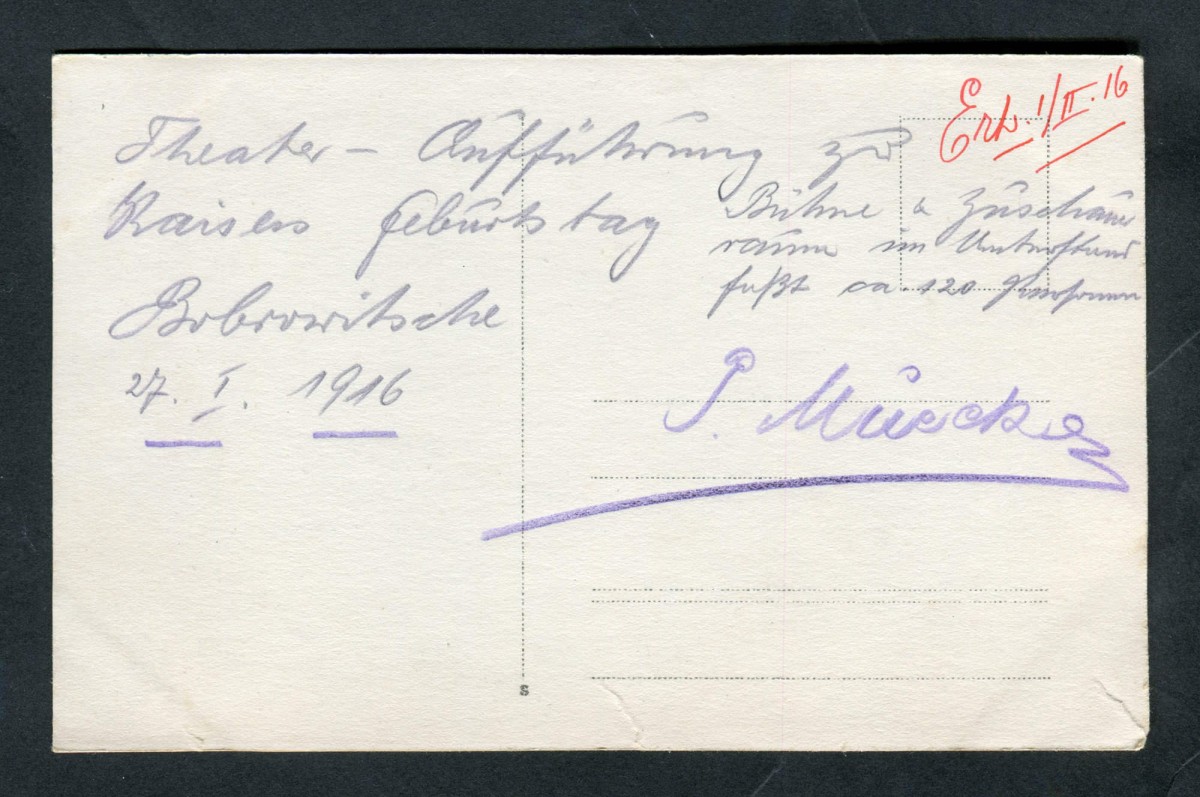 Erh. 1/II. 16
Theater - Aufführung zu
Kaisers Geburtstag
Bobrowitsche
27. I. 1916
Bühne & Zuschauer
raum im Unterstand
faßt ca. 120 Personen
P. Muecke
S